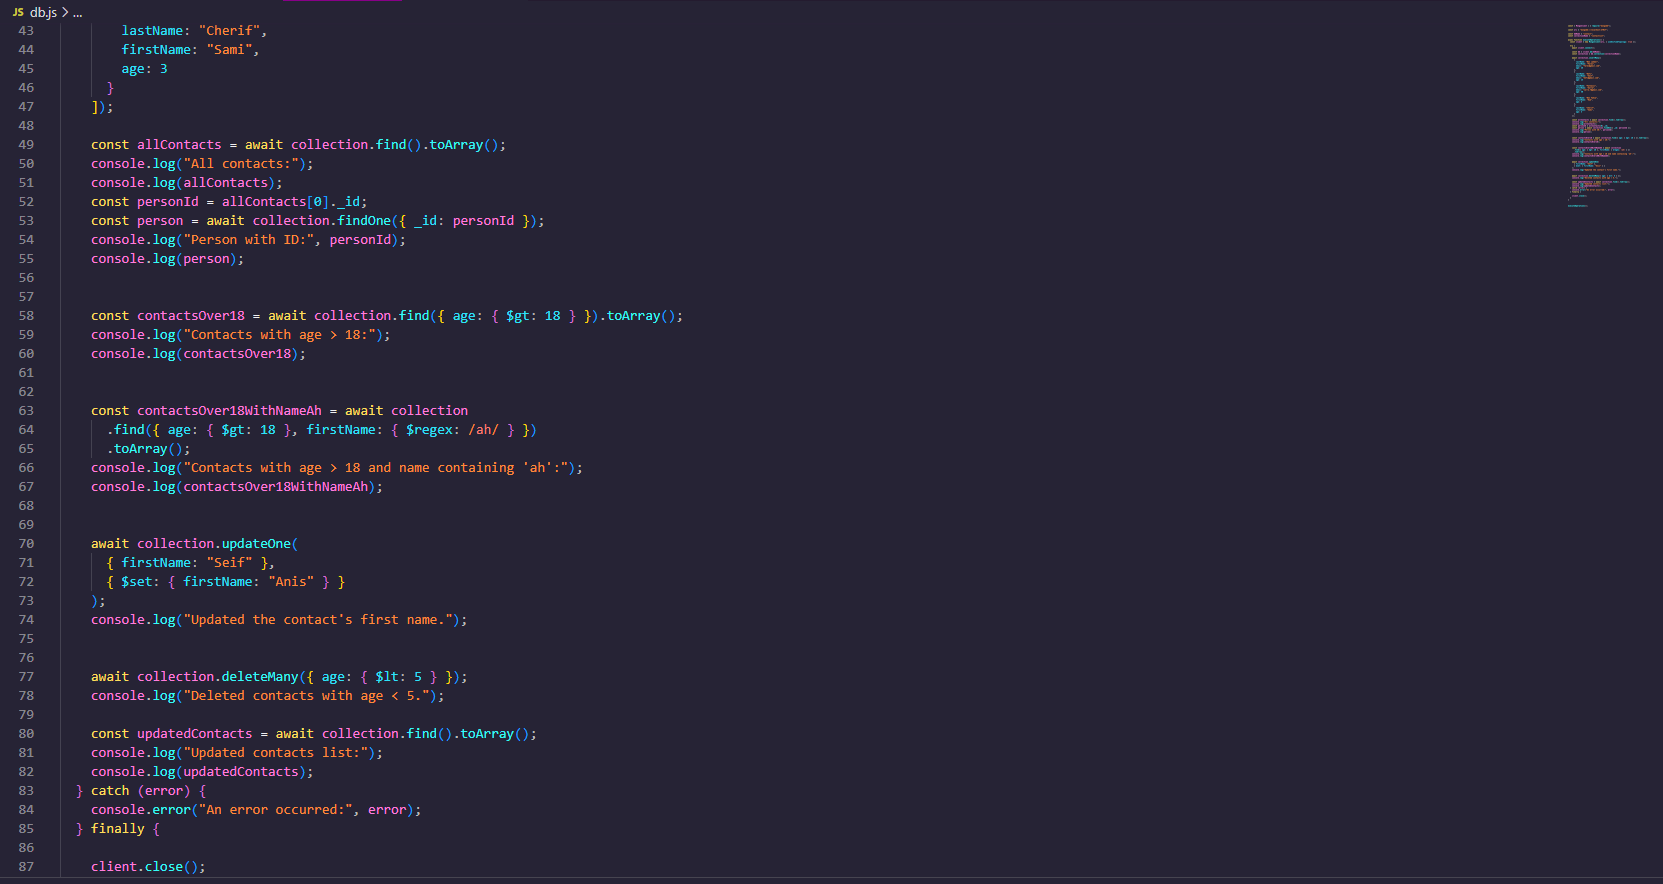 JS db.js > ...
43 lastName: "Cherif",
44 firstName: "Sami",
45 age: 3
46 }
47 ]);
48
49 const allContacts = await collection.find().toArray();
50 console.log("All contacts:");
51 console.log(allContacts);
52 const personId = allContacts[0]._id;
53 const person = await collection.findOne({ _id: personId });
54 console.log("Person with ID:", personId);
55 console.log(person);
56
57
58 const contactsOver18 = await collection.find({ age: { $gt: 18 } }).toArray();
59 console.log("Contacts with age > 18:");
60 console.log(contactsOver18);
61
62
63 const contactsOver18WithNameAh = await collection
64 .find({ age: { $gt: 18 }, firstName: { $regex: /ah/ } })
65 .toArray();
66 console.log("Contacts with age > 18 and name containing 'ah':");
67 console.log(contactsOver18WithNameAh);
68
69
70 await collection.updateOne(
71 { firstName: "Seif" },
72 { $set: { firstName: "Anis" } }
73 );
74 console.log("Updated the contact's first name.");
75
76
77 await collection.deleteMany({ age: { $lt: 5 } });
78 console.log("Deleted contacts with age < 5.");
79
80 const updatedContacts = await collection.find().toArray();
81 console.log("Updated contacts list:");
82 console.log(updatedContacts);
83 } catch (error) {
84 console.error("An error occurred:", error);
85 } finally {
86
87 client.close();